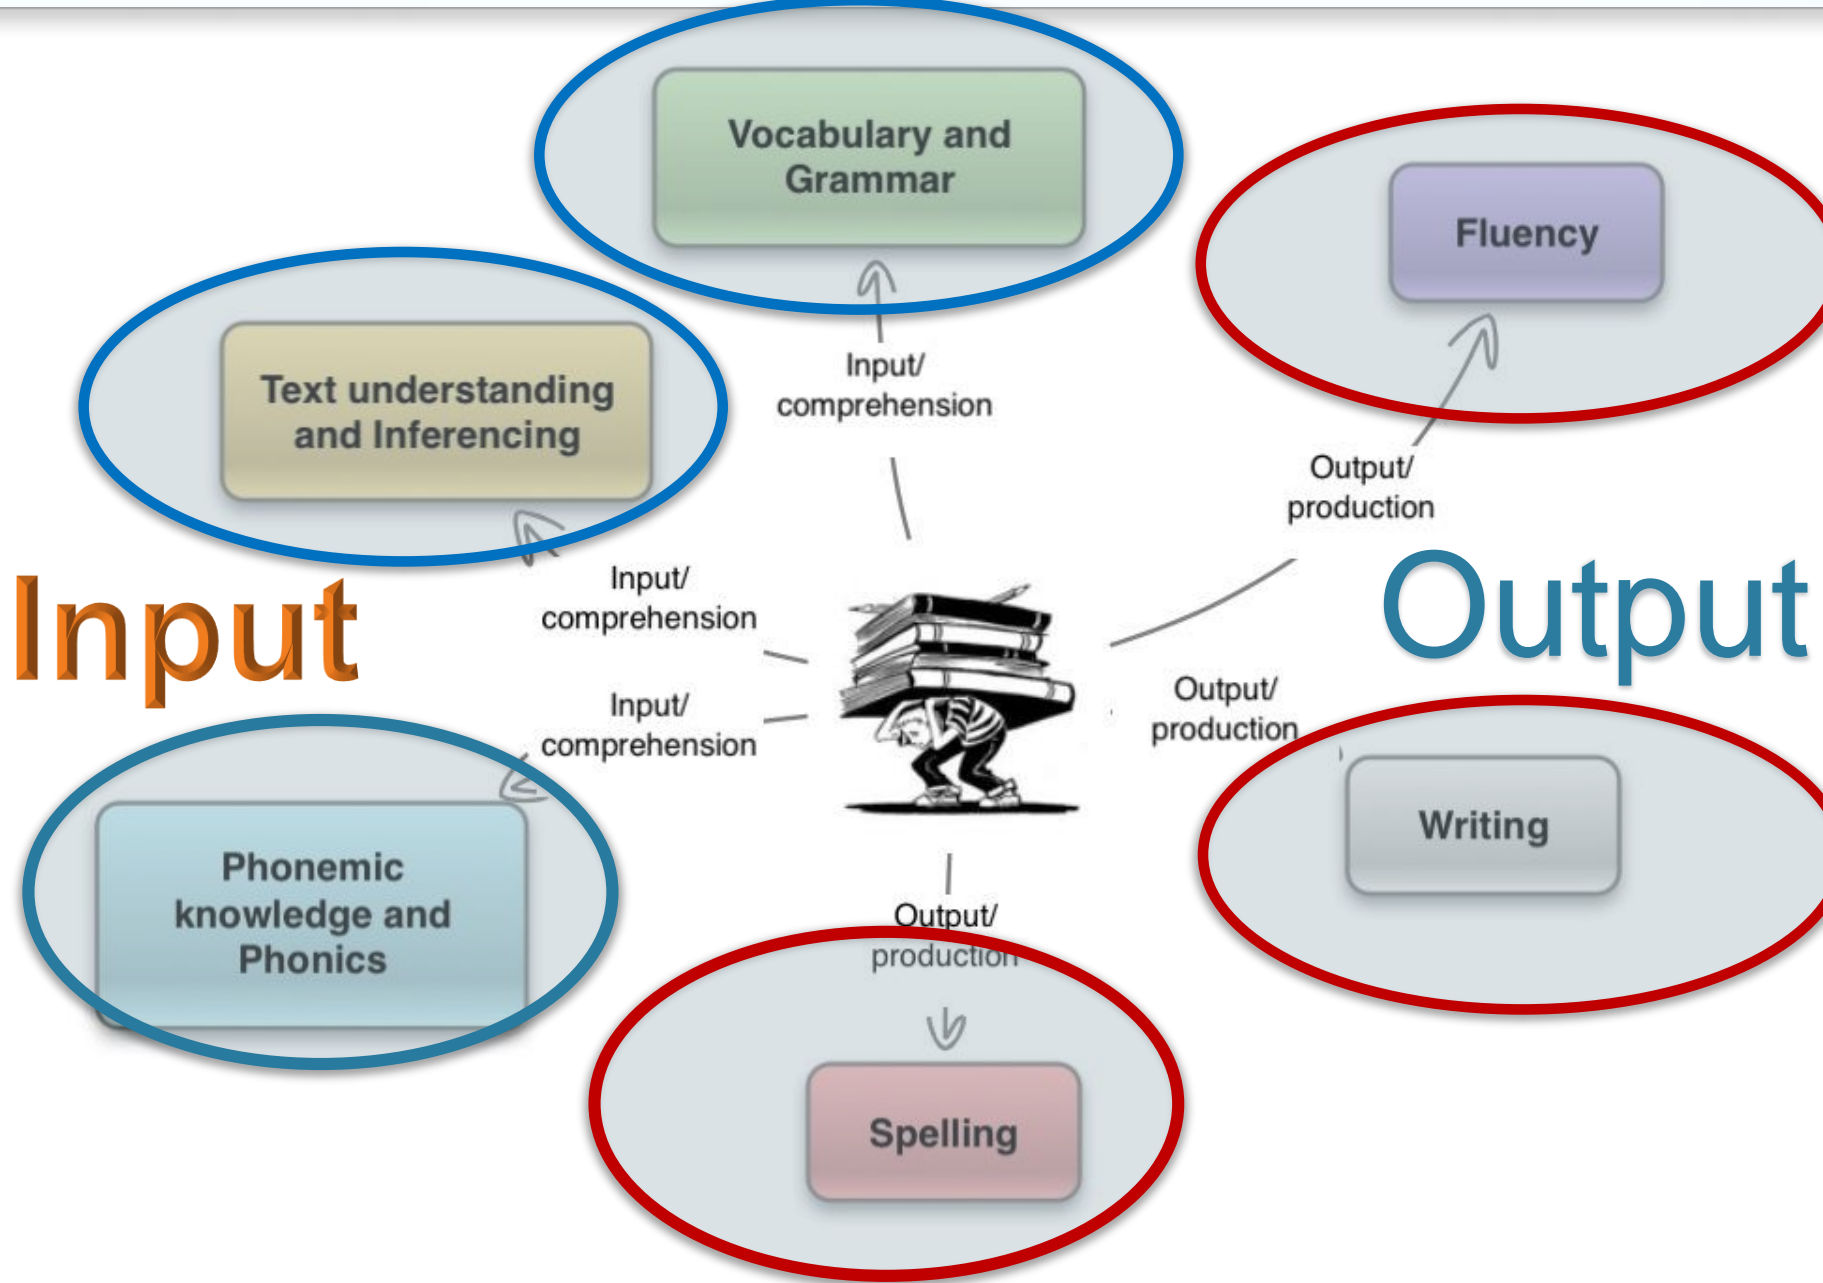 Vocabulary and
Grammar
Fluency
Text understanding
and Inferencing
Input/
comprehension
Output/
production
Input
Input/
comprehension
Output
Input/
comprehension
Output/
production
Phonemic
knowledge and
Phonics
Writing
Output/
production
Spelling